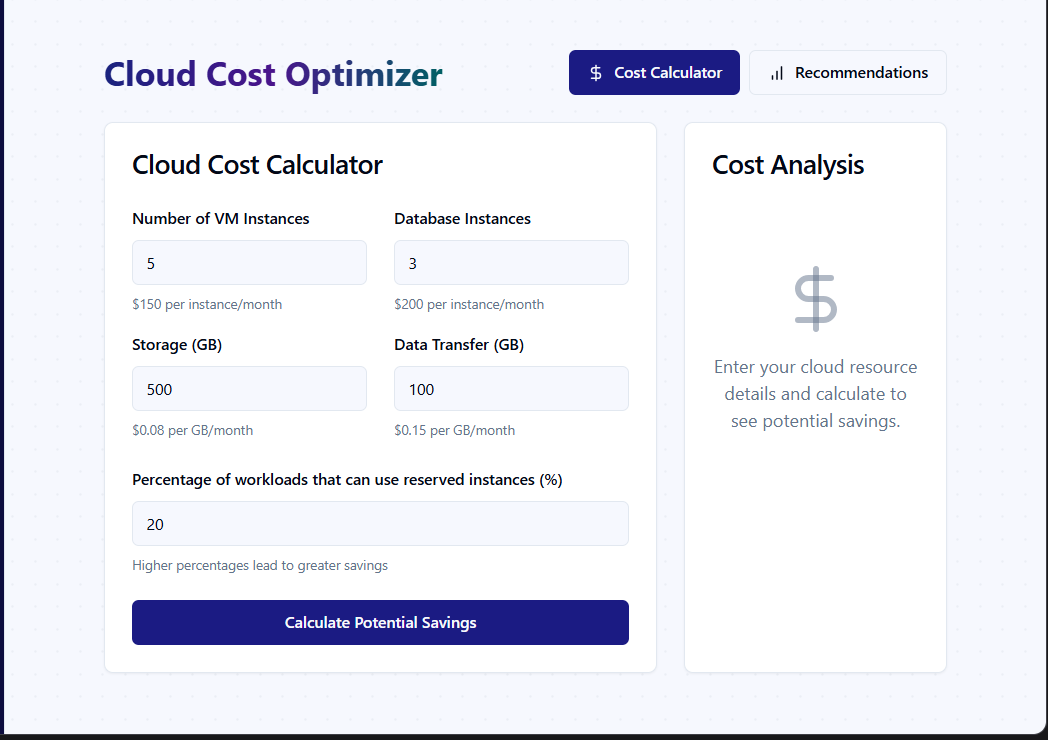 Cloud Cost Optimizer
Cost Calculator
Recommendations
Cloud Cost Calculator
Number of VM Instances
5
$150 per instance/month
Database Instances
3
$200 per instance/month
Storage (GB)
500
$0.08 per GB/month
Data Transfer (GB)
100
$0.15 per GB/month
Percentage of workloads that can use reserved instances (%)
20
Higher percentages lead to greater savings
Calculate Potential Savings
Cost Analysis
Enter your cloud resource
details and calculate to
see potential savings.